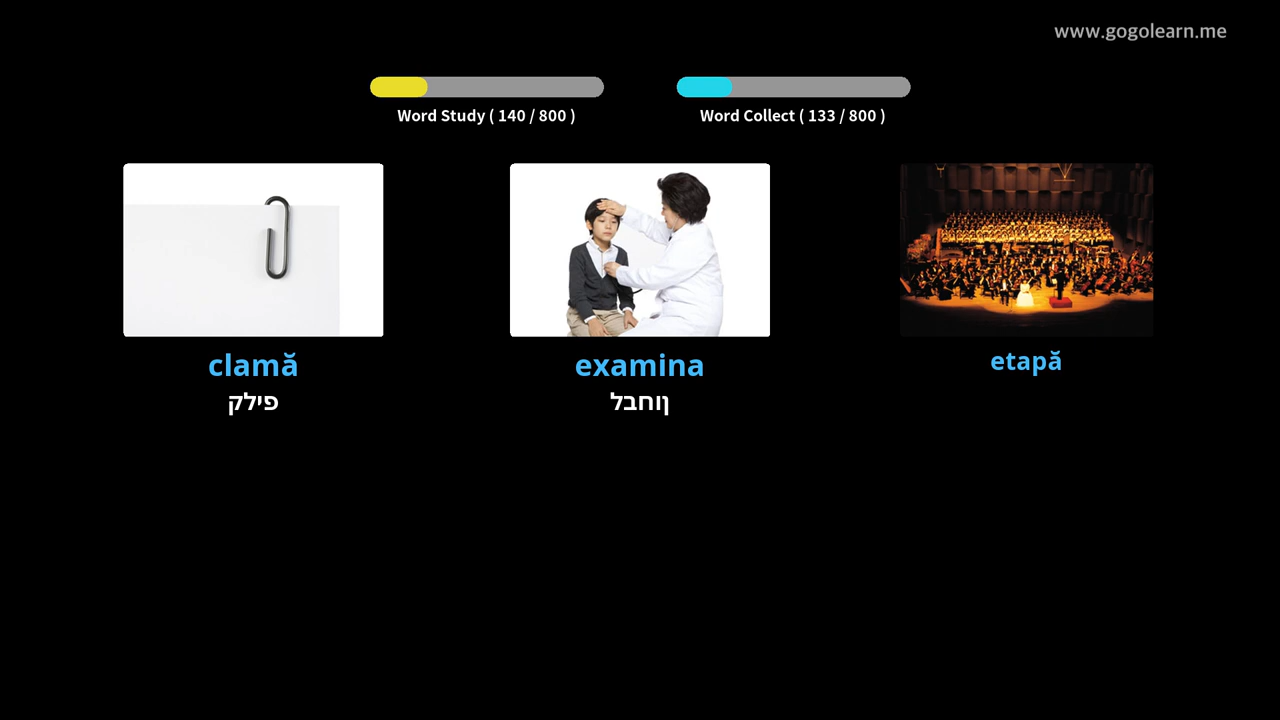 www.gogolearn.me
Word Study ( 140 / 800 )
Word Collect ( 133 / 800 )
clamă
examina
etapă
פילק
ןוחבל